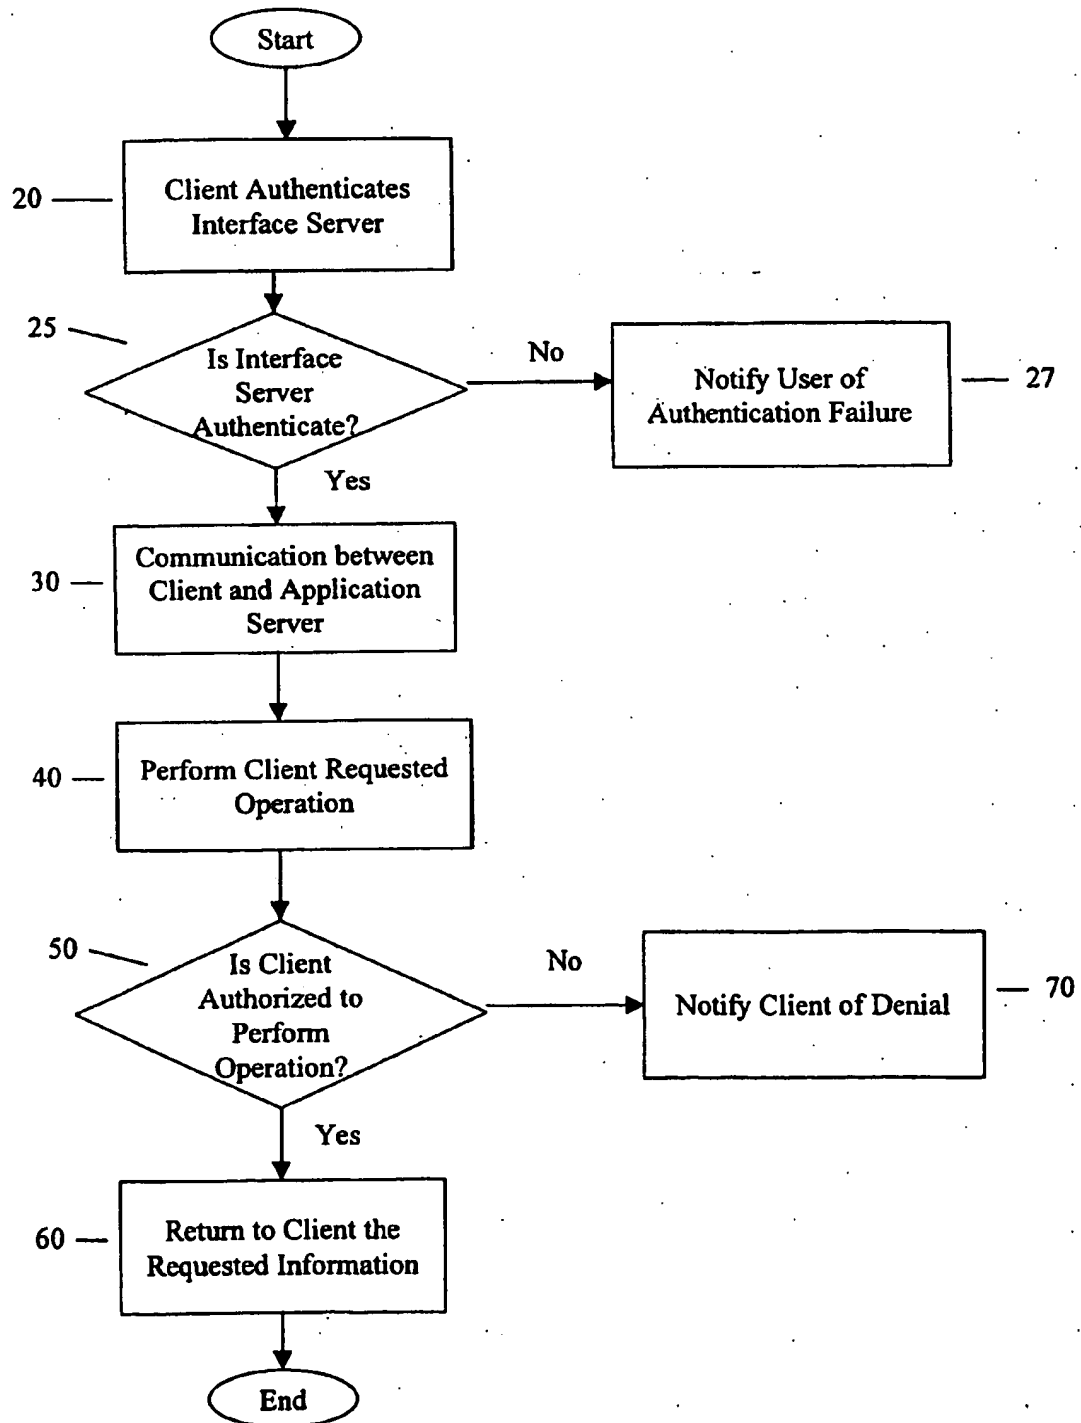 Start
20
Client Authenticates
Interface Server
25
Is Interface
Server
Authenticate?
No
Notify User of
Authentication Failure
27
Yes
30
Communication between
Client and Application
Server
40
Perform Client Requested
Operation
50
Is Client
Authorized to
Perform
Operation?
No
Notify Client of Denial
70
Yes
60
Return to Client the
Requested Information
End